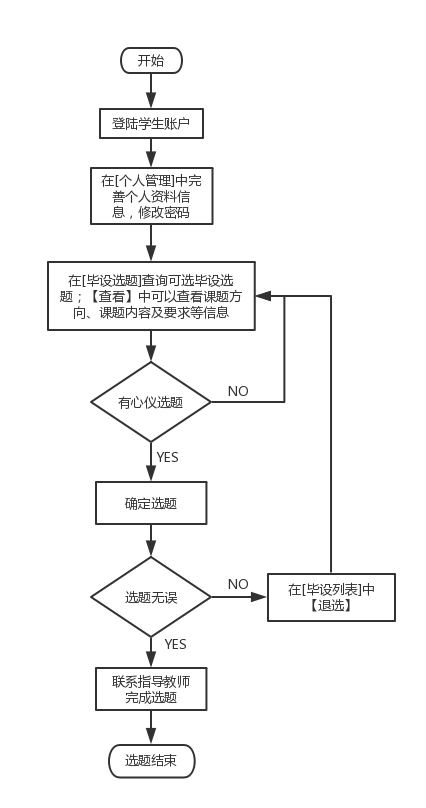 开始
登陆学生账户
在[个人管理]中完
善个人资料信
息，修改密码
在[毕设选题]查询可选毕设选
题；【查看】中可以查看课题方
向、课题内容及要求等信息
有心仪选题
NO
YES
确定选题
选题无误
NO
在[毕设列表]中
【退选】
YES
联系指导教师
完成选题
选题结束